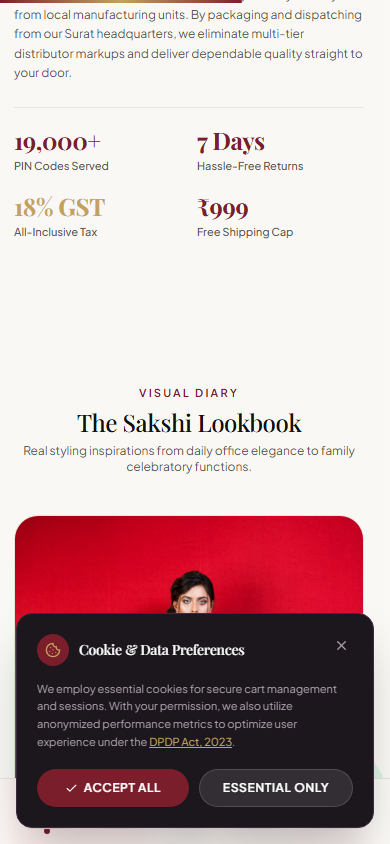 from local manufacturing units. By packaging and dispatching
from our Surat headquarters, we eliminate multi-tier
distributor markups and deliver dependable quality straight to
your door.
19,000+
PIN Codes Served
7 Days
Hassle-Free Returns
18% GST
All-Inclusive Tax
₹999
Free Shipping Cap
VISUAL DIARY
The Sakshi Lookbook
Real styling inspirations from daily office elegance to family
celebratory functions.
Cookie & Data Preferences
We employ essential cookies for secure cart management
and sessions. With your permission, we also utilize
anonymized performance metrics to optimize user
experience under the DPDP Act, 2023.
ACCEPT ALL
ESSENTIAL ONLY